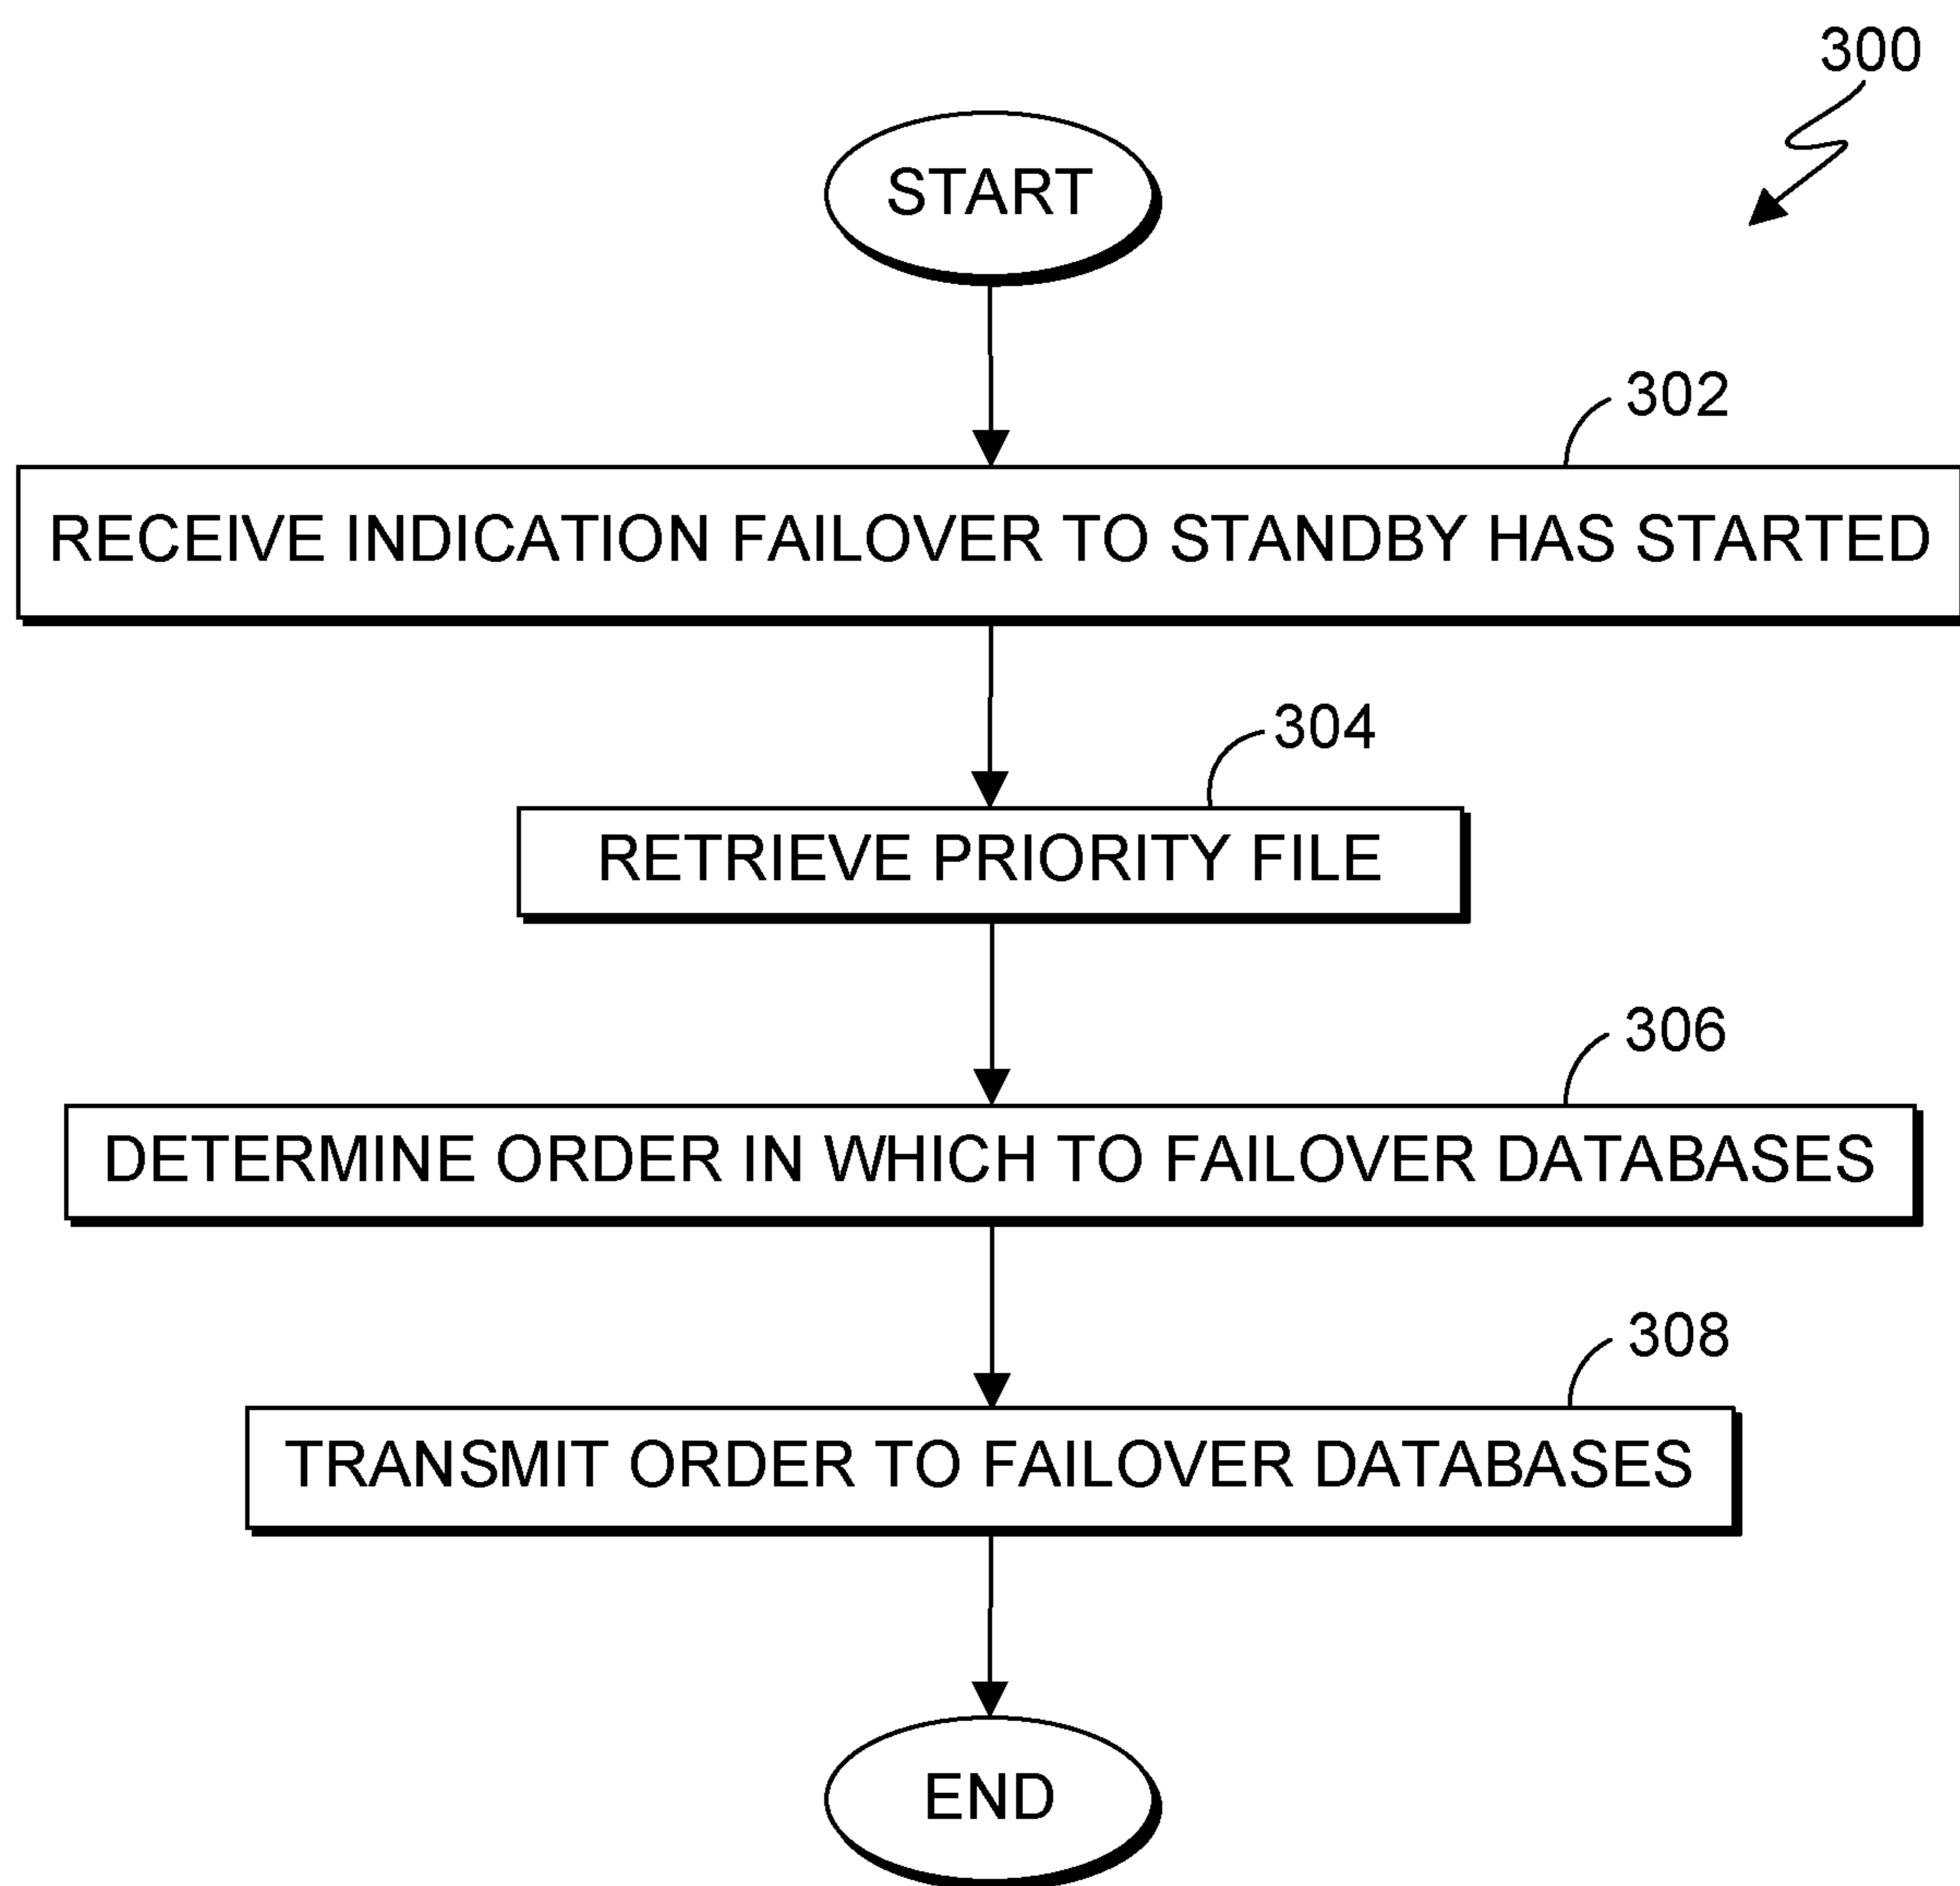 300
START
302
RECEIVE INDICATION FAILOVER TO STANDBY HAS STARTED
304
RETRIEVE PRIORITY FILE
306
DETERMINE ORDER IN WHICH TO FAILOVER DATABASES
308
TRANSMIT ORDER TO FAILOVER DATABASES
END